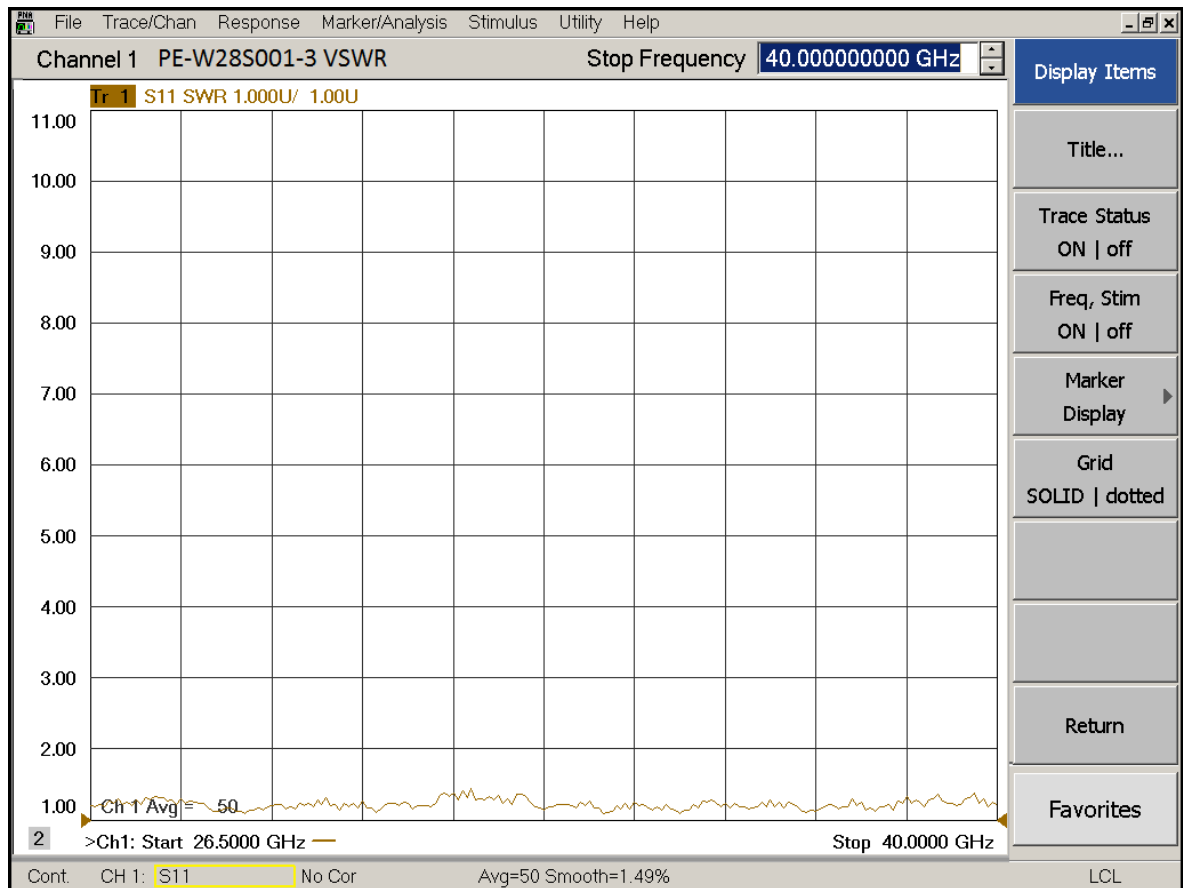 File Trace/Chan Response Marker/Analysis Stimulus Utility Help
Channel 1 PE-W28S001-3 VSWR Stop Frequency 40.000000000 GHz
Display Items
Tr 1 S11 SWR 1.000U/ 1.00U
11.00
10.00
9.00
8.00
7.00
6.00
5.00
4.00
3.00
2.00
1.00
Ch 1 Avg = 50
2 >Ch1: Start 26.5000 GHz Stop 40.0000 GHz
Title...
Trace Status
ON | off
Freq, Stim
ON | off
Marker
Display
Grid
SOLID | dotted
Return
Favorites
Cont. CH 1: S11 No Cor Avg=50 Smooth=1.49% LCL